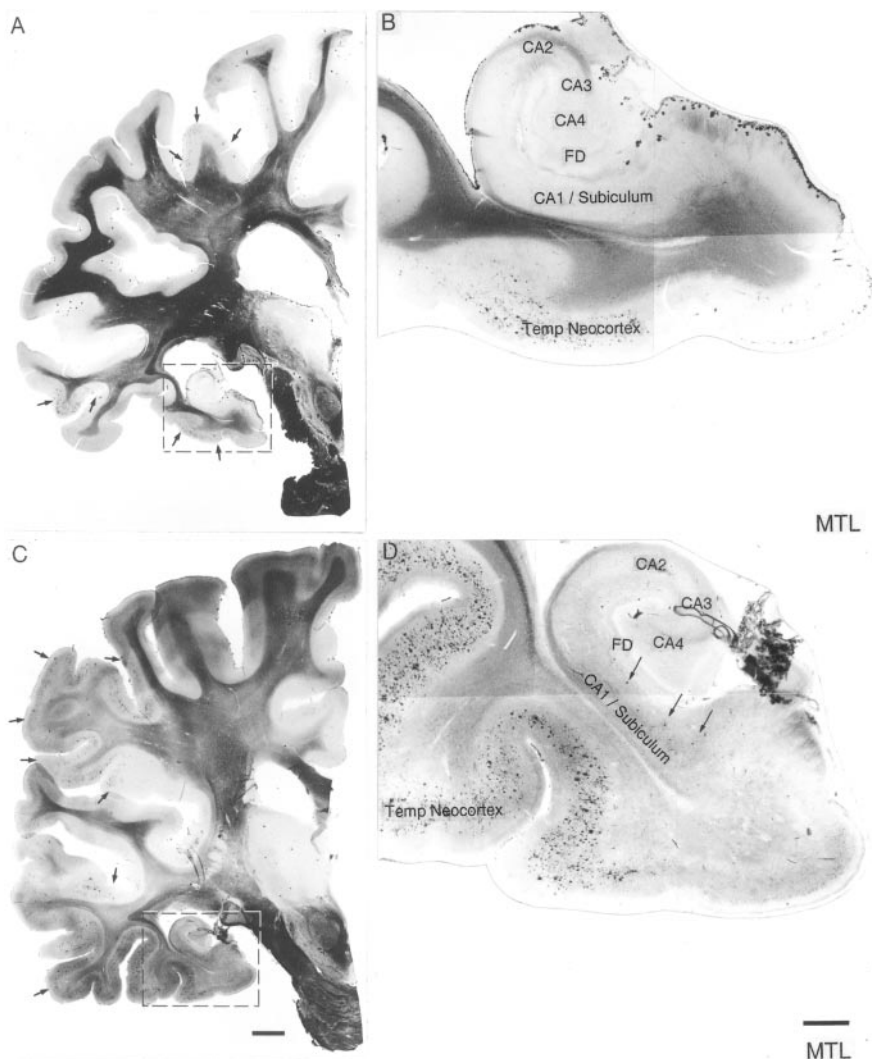 A
B
CA2
CA3
CA4
FD
CA1 / Subiculum
Temp Neocortex
MTL
C
D
CA2
CA3
FD
CA4
CA1 / Subiculum
Temp Neocortex
MTL